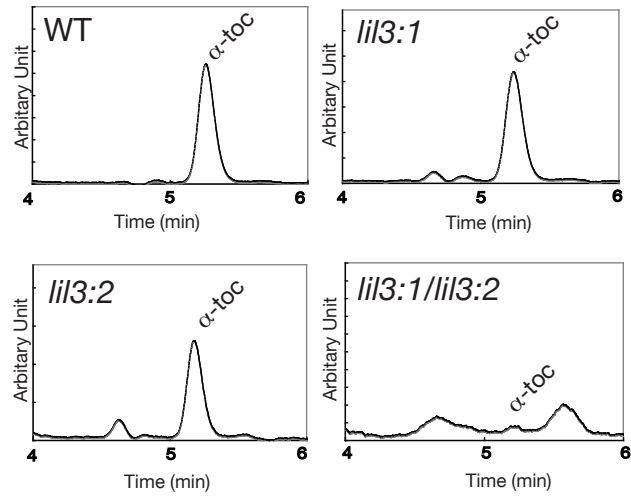 WT
α-toc
Arbitary Unit
4 5 6
Time (min)
lil3:1
α-toc
Arbitary Unit
4 5 6
Time (min)
lil3:2
α-toc
Arbitary Unit
4 5 6
Time (min)
lil3:1/lil3:2
α-toc
Arbitary Unit
4 5 6
Time (min)